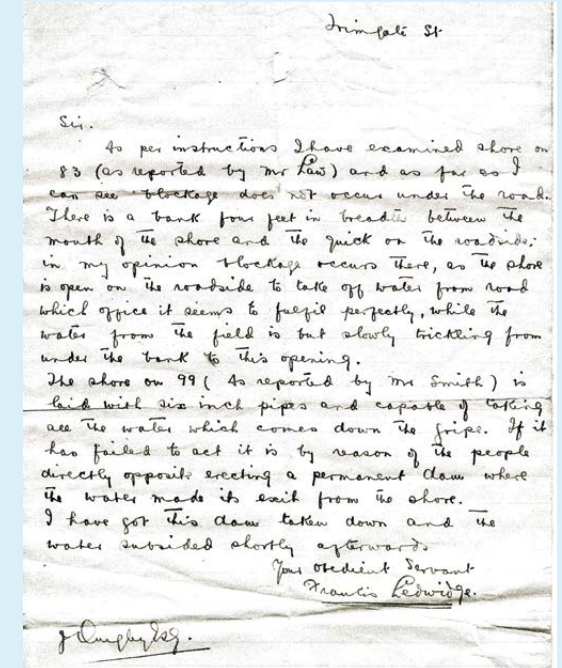 Trimgate St
Sir.
As per instructions I have examined shore on
83 (as reported by Mr Law) and as far as I
can see blockage does not occur under the road.
There is a bank four feet in breadth between the
mouth of the shore and the quick on the roadside;
in my opinion blockage occurs there, as the shore
is open on the roadside to take off water from road
which office it seems to fulfil perfectly, while the
water from the field is but slowly trickling from
under the bank to this opening.
The shore on 99 (As reported by Mr Smith) is
laid with six inch pipes and capable of taking
all the water which comes down the gripe. If it
has failed to act it is by reason of the people
directly opposite erecting a permanent dam where
the water made its exit from the shore.
I have got this dam taken down and the
water subsided shortly afterwards
Your obedient Servant
Francis Ledwidge.
J Quigley Esq.